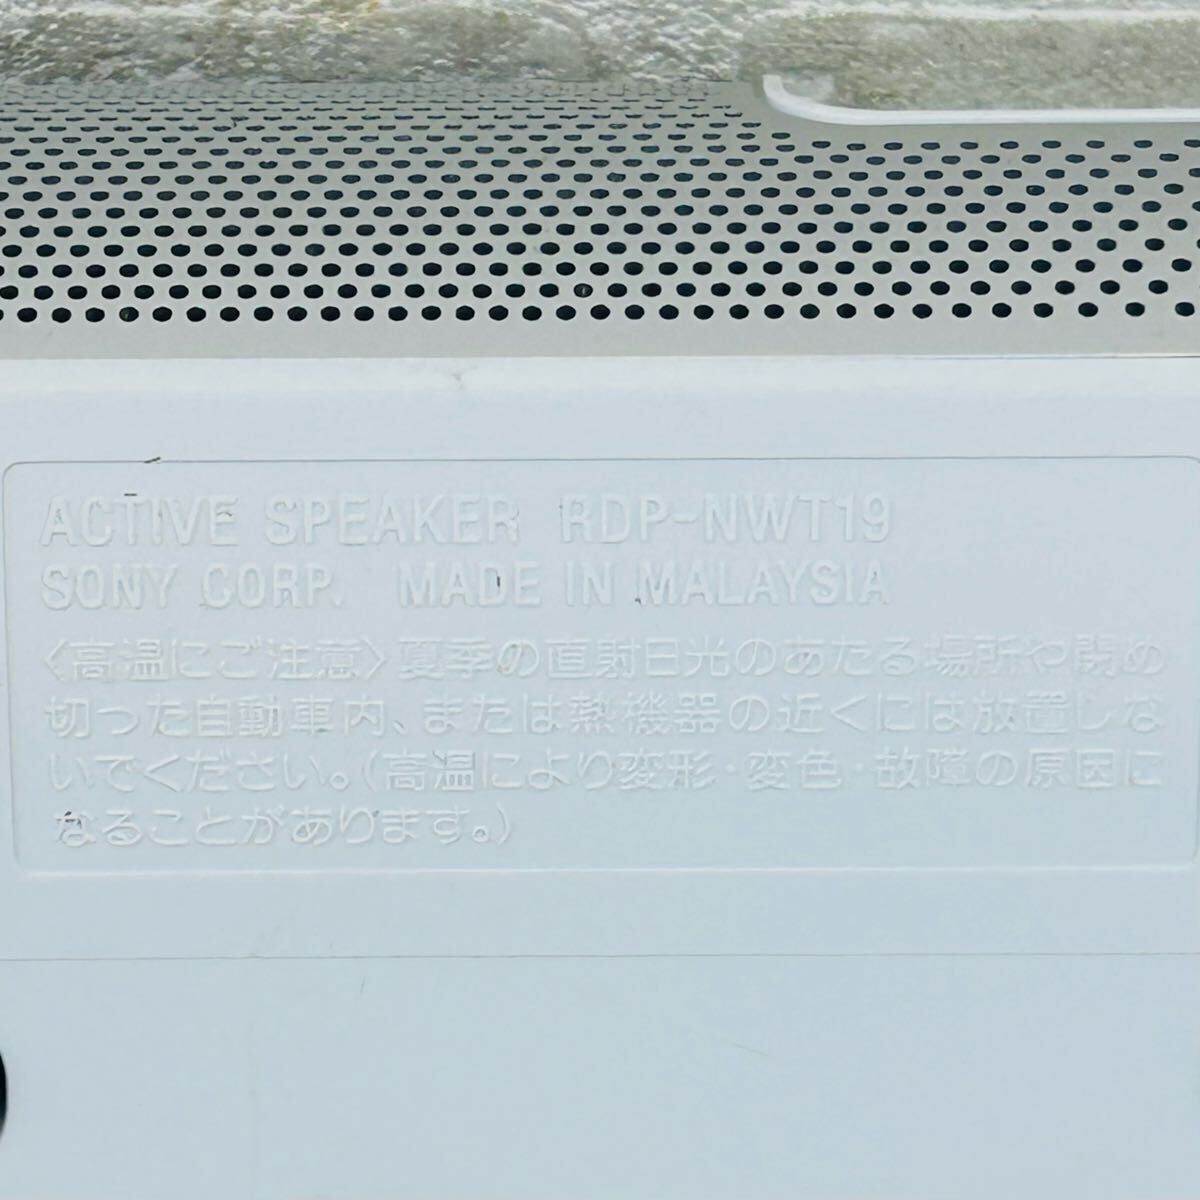 ACTIVE SPEAKER RDP-NWT19
SONY CORP. MADE IN MALAYSIA
〈高温にご注意〉夏季の直射日光のあたる場所や閉め
切った自動車内、または熱機器の近くには放置しな
いでください。(高温により変形・変色・故障の原因に
なることがあります。)